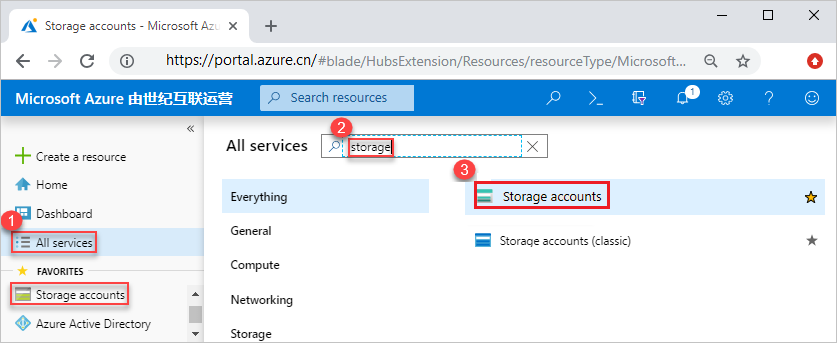 Storage accounts - Microsoft Azu
https://portal.azure.cn/#blade/HubsExtension/Resources/resourceType/Microsoft...
Microsoft Azure 由世纪互联运营
Search resources
1
«
Create a resource
Home
Dashboard
1
All services
FAVORITES
Storage accounts
Azure Active Directory
All services
2
storage
Everything
General
Compute
Networking
Storage
3
Storage accounts
Storage accounts (classic)